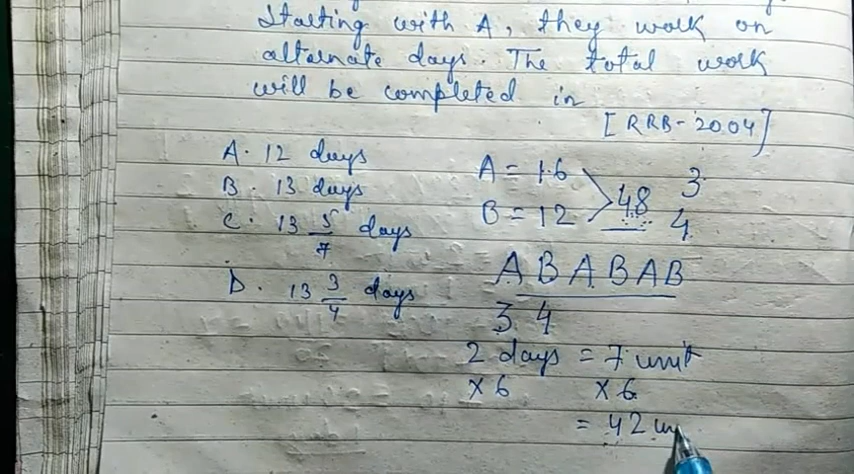 Starting with A, they work on
alternate days. The total work
will be completed in
[RRB-2004]
A. 12 days
B. 13 days
C. 13 5/7 days
D. 13 3/4 days
A = 16
B = 12
48
3
4
A B A B A B
3 4
2 days = 7 unit
×6 ×6
= 42 un